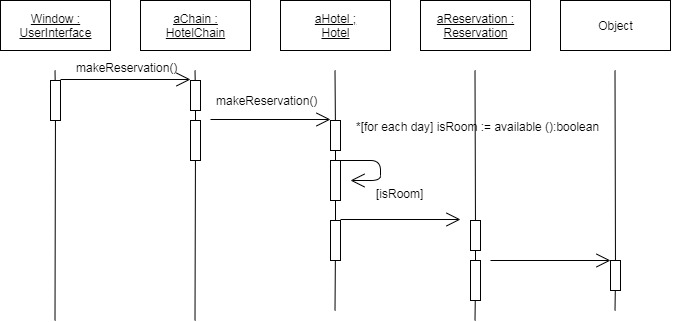 Window :
UserInterface
aChain :
HotelChain
aHotel ;
Hotel
aReservation :
Reservation
Object
makeReservation()
makeReservation()
*[for each day] isRoom := available ():boolean
[isRoom]